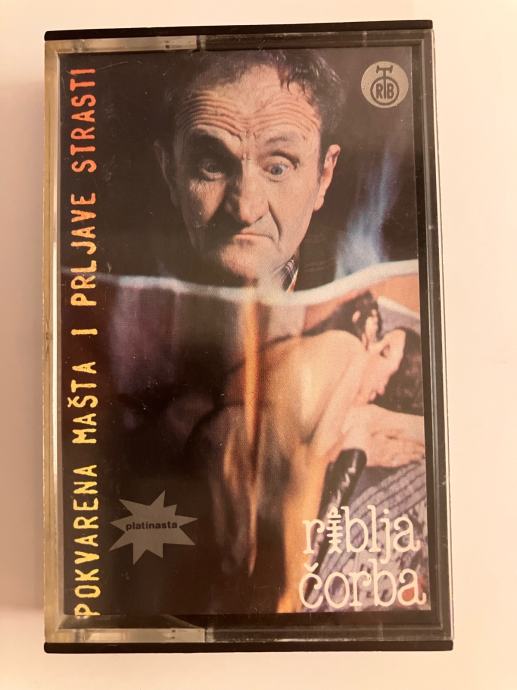 POKVARENA MAŠTA I PRLJAVE STRASTI
RTB
platinasta
riblja
čorba